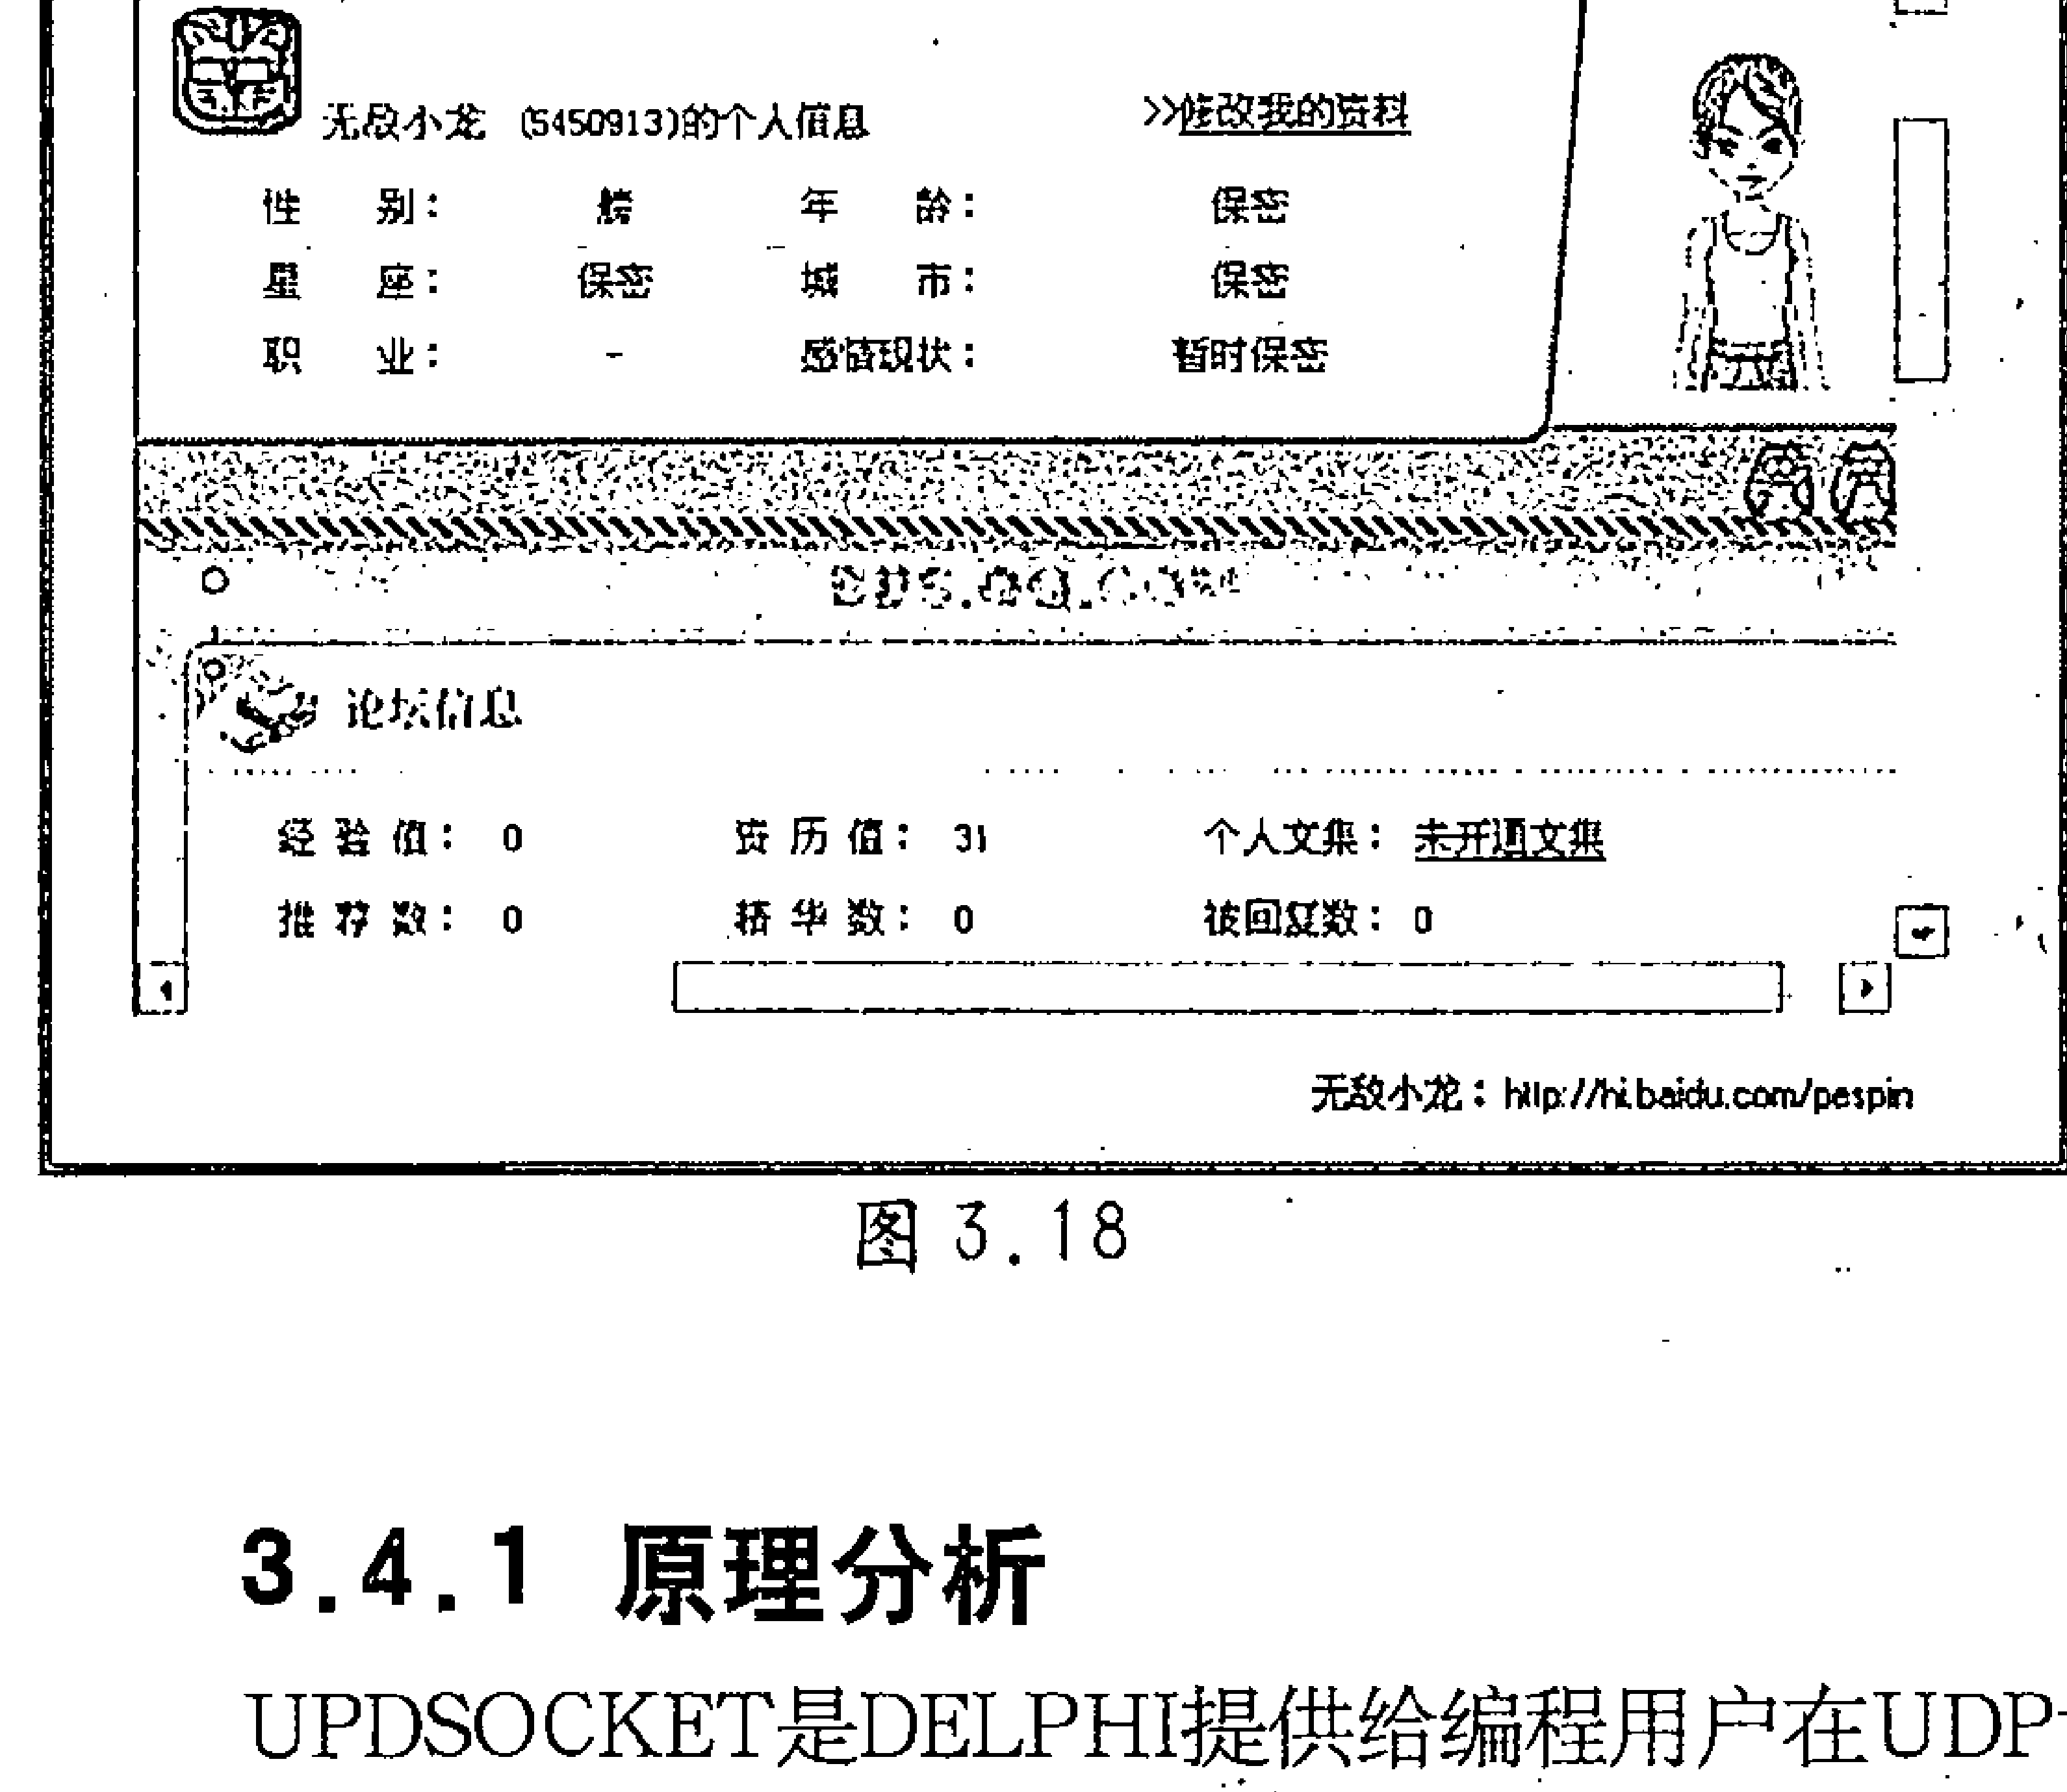 无敌小龙 (5450913)的个人信息 >>修改我的资料
性 别： 年 龄： 保密
星 座： 保密 城 市： 保密
职 业： - 感情现状： 暂时保密
论坛信息
经 验 值： 0 资 历 值： 31 个人文集： 未开通文集
推 荐 数： 0 精 华 数： 0 被回复数： 0
无敌小龙：http://hi.baidu.com/pespin
图 3.18
3.4.1 原理分析
UPDSOCKET是DELPHI提供给编程用户在UDP